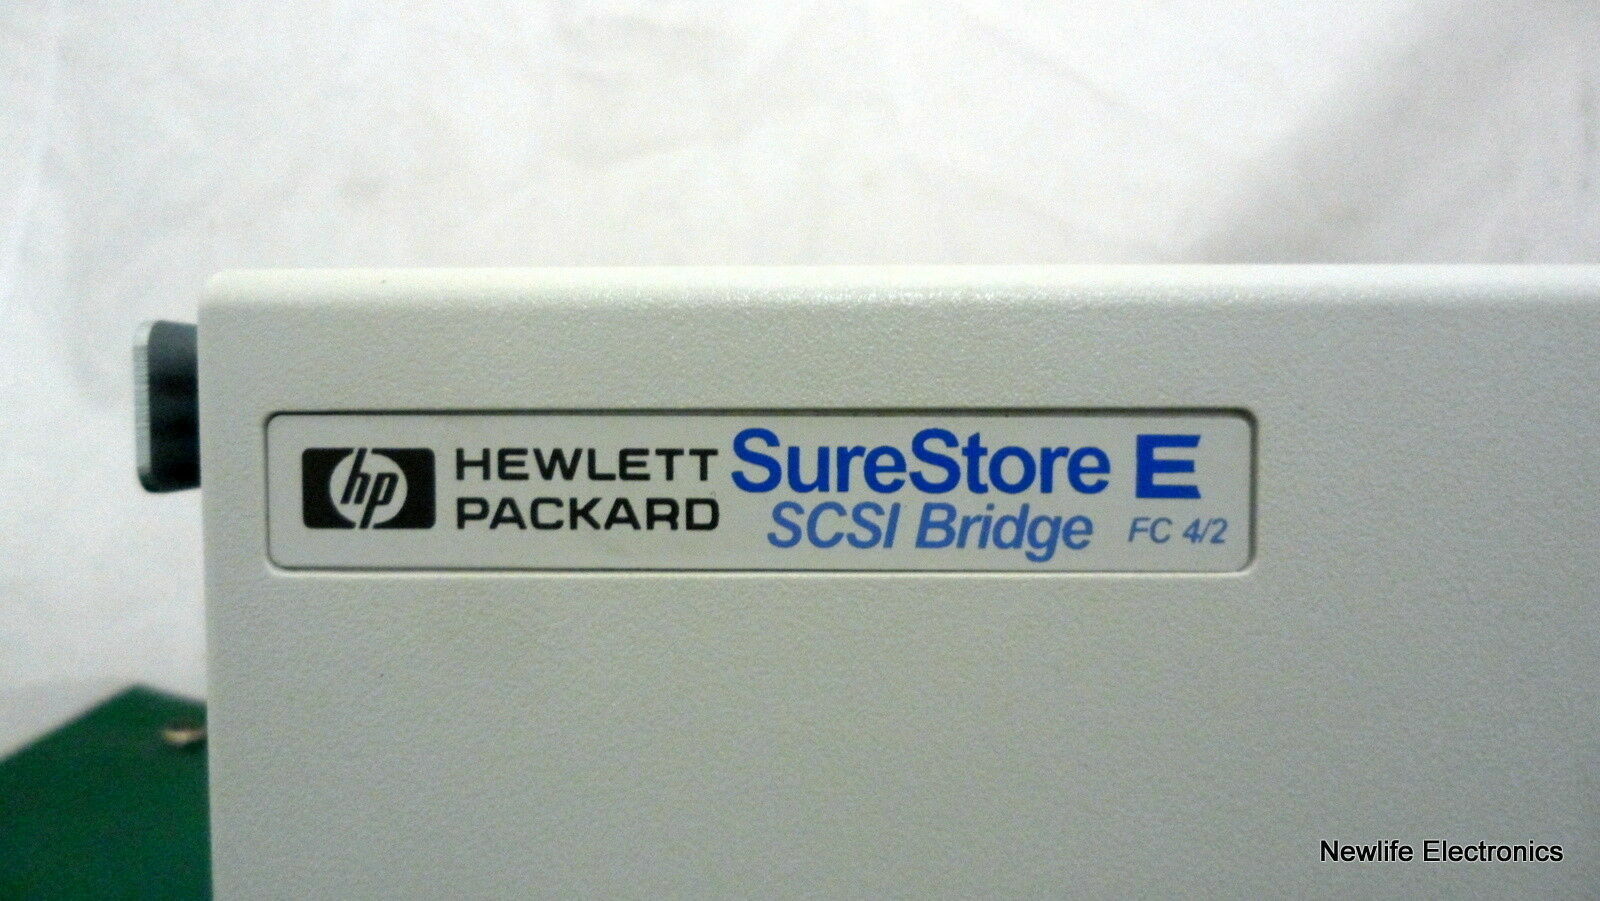 hp HEWLETT PACKARD
SureStore E
SCSI Bridge FC 4/2
Newlife Electronics